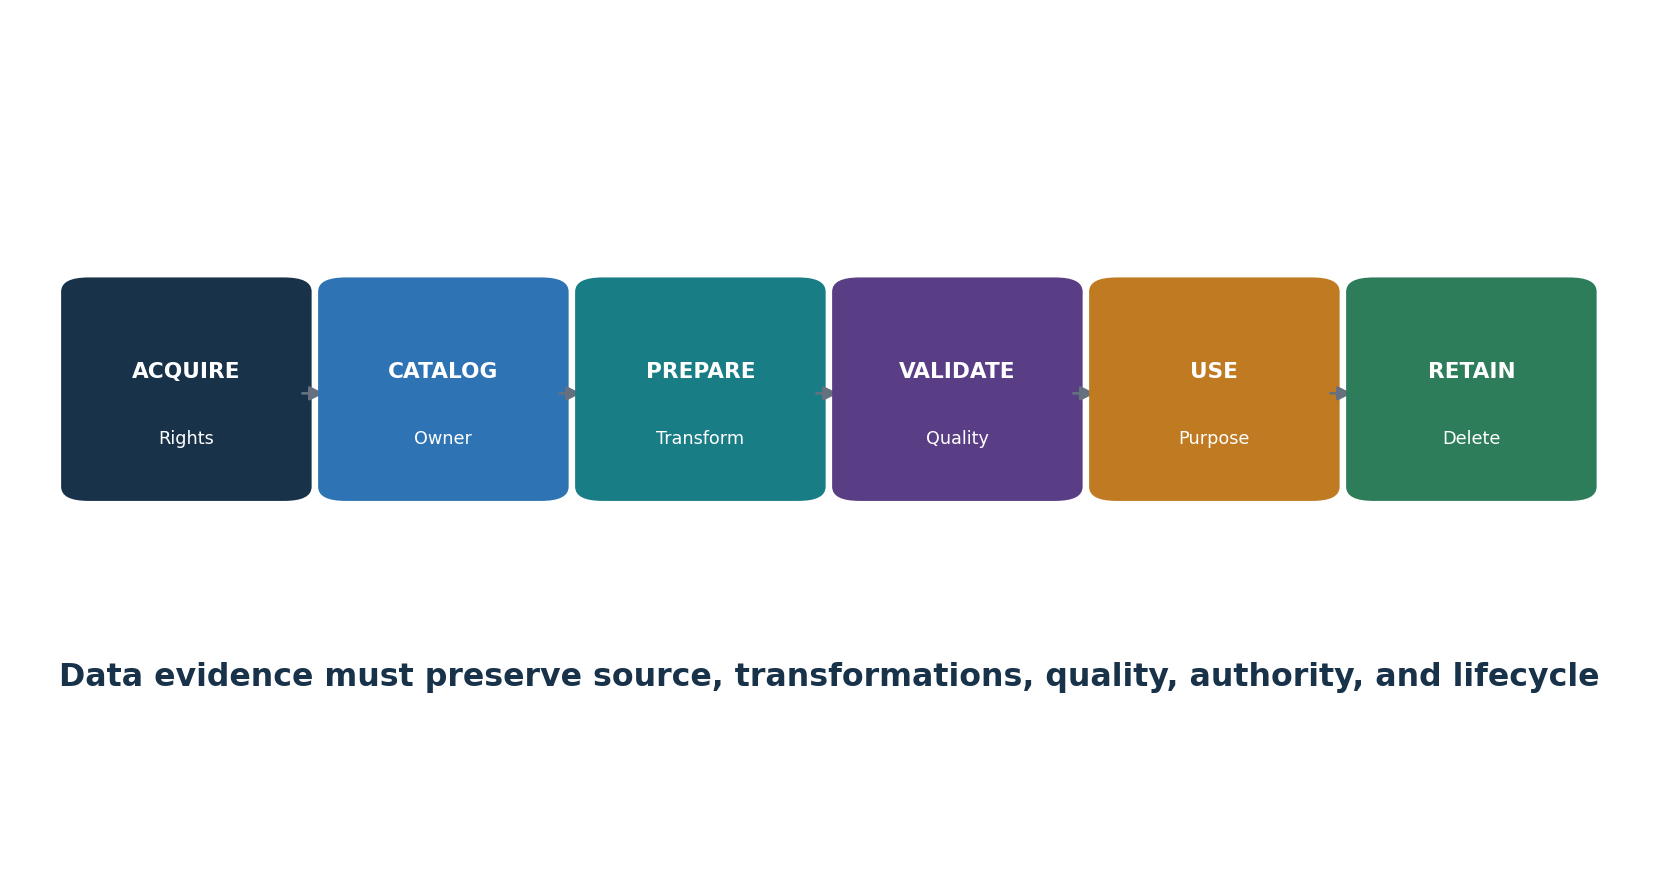 ACQUIRE
Rights
CATALOG
Owner
PREPARE
Transform
VALIDATE
Quality
USE
Purpose
RETAIN
Delete
Data evidence must preserve source, transformations, quality, authority, and lifecycle